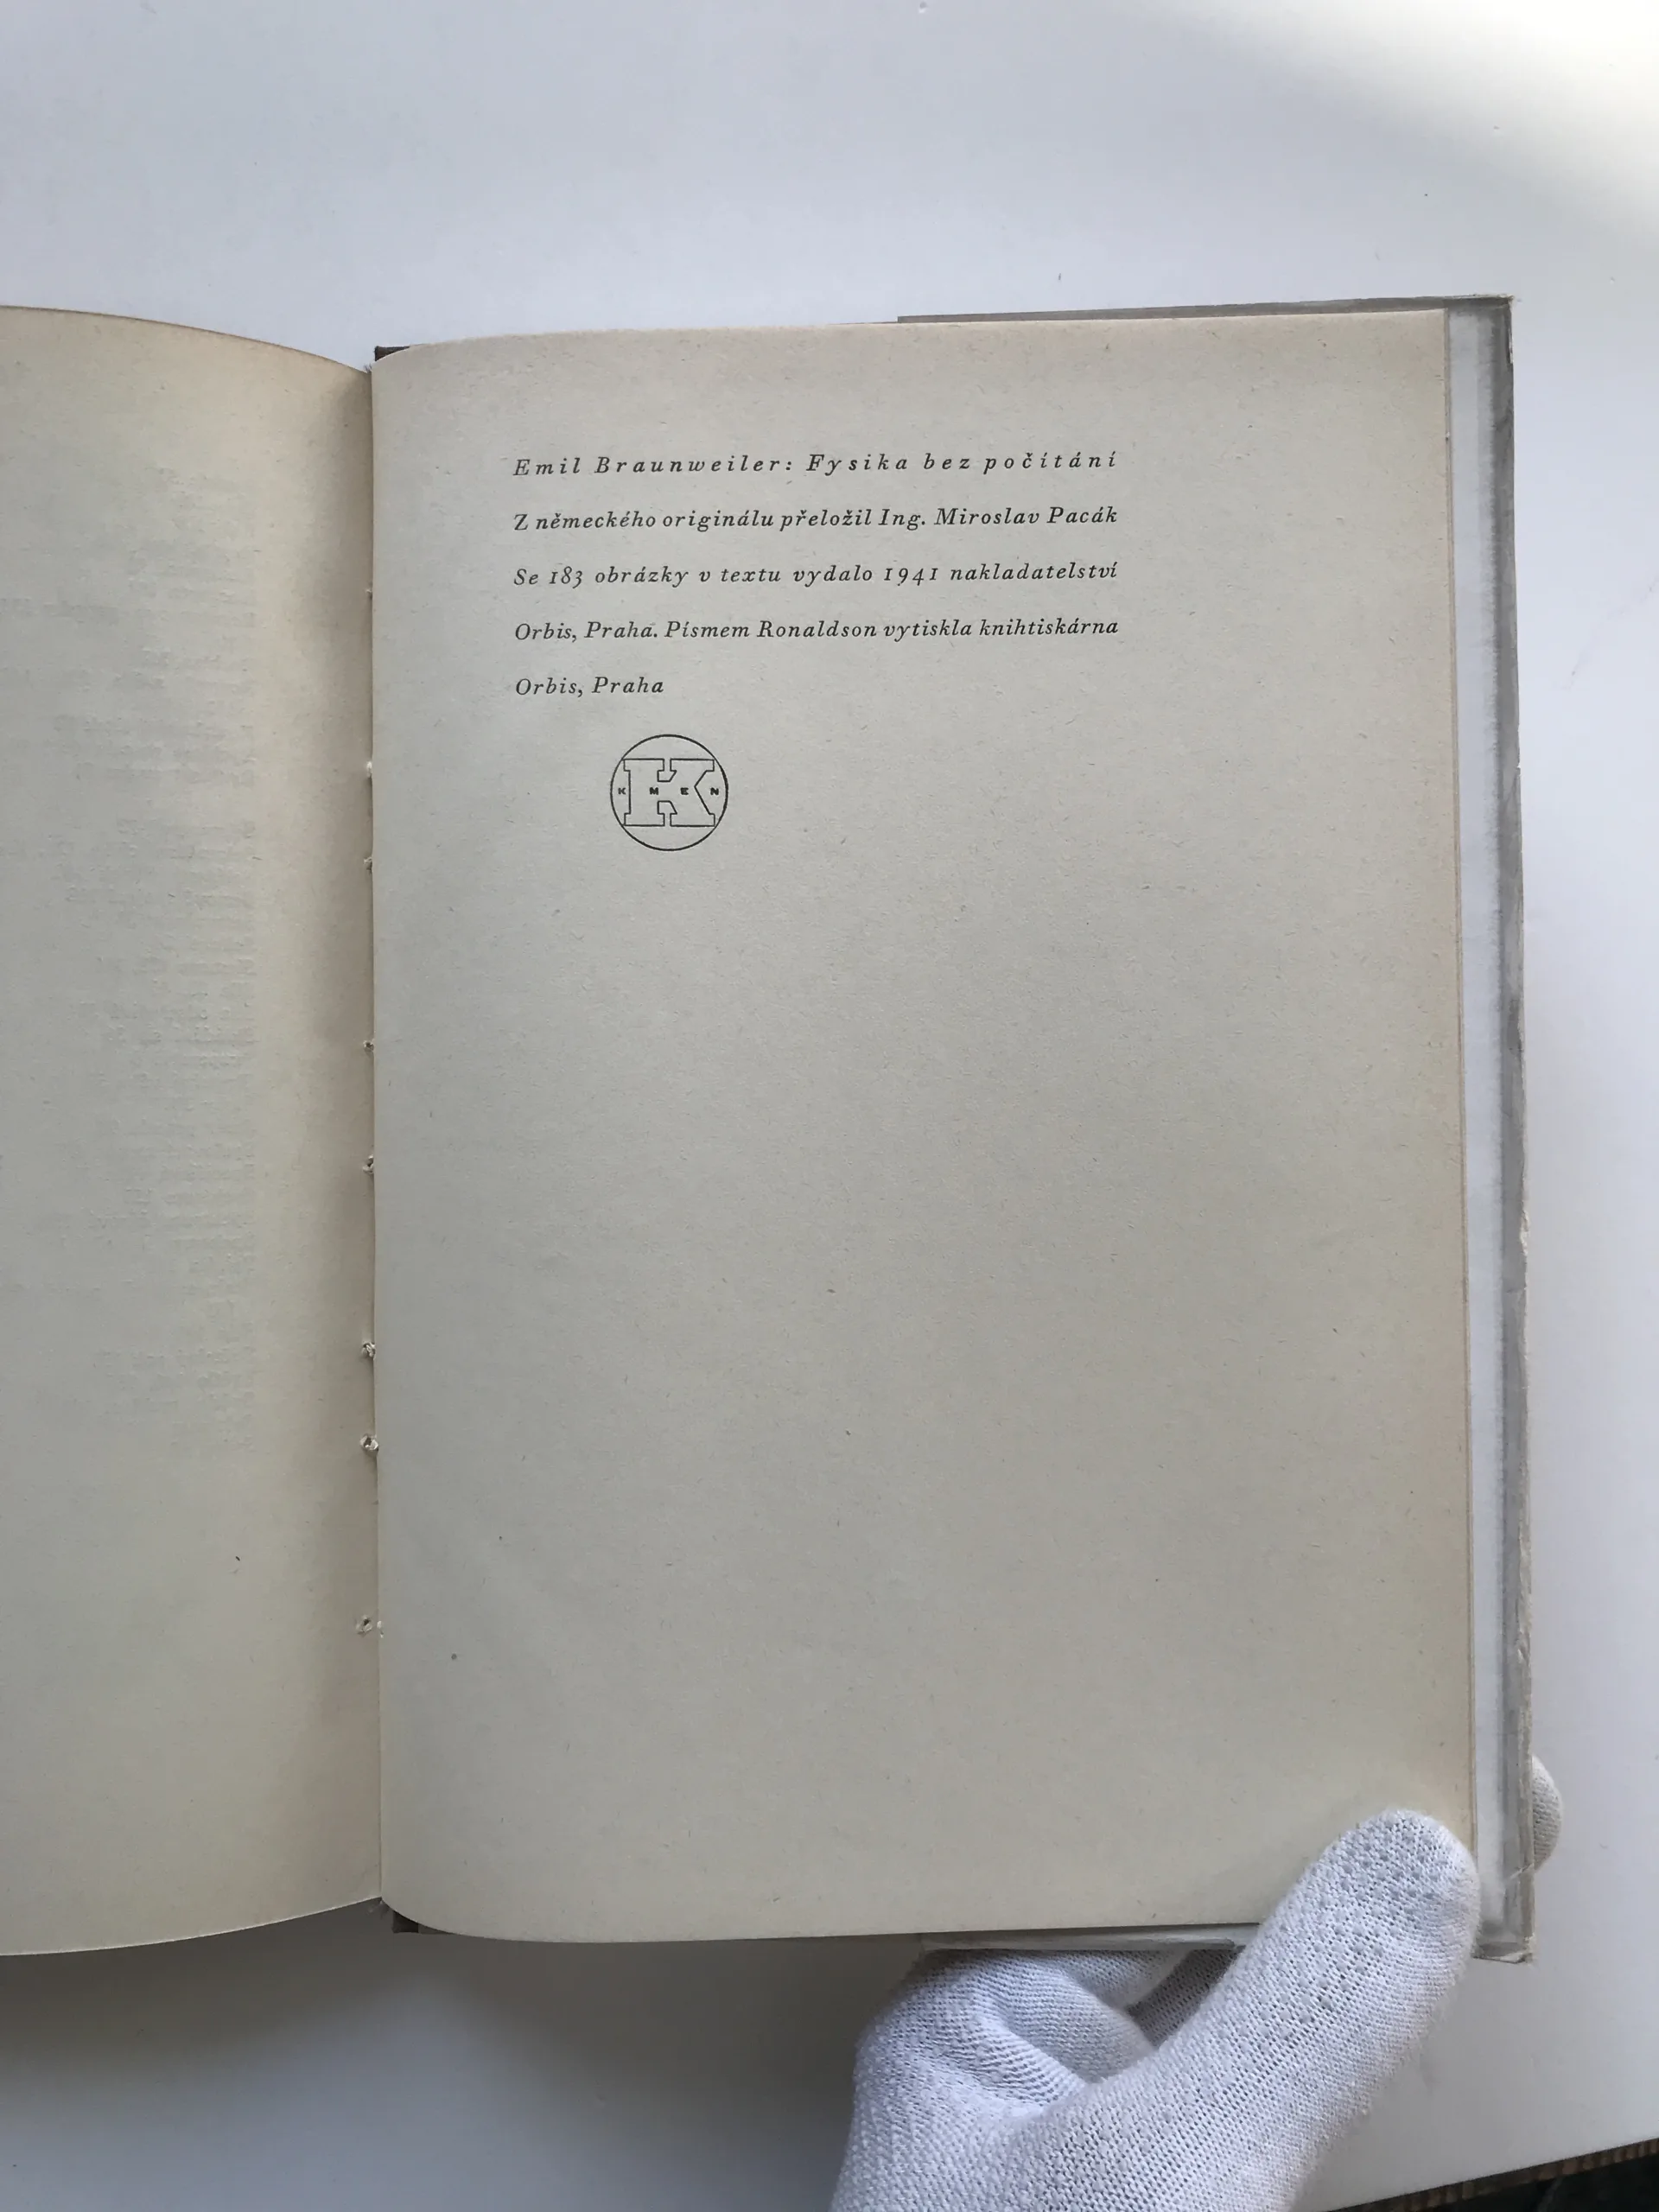 Emil Braunweiler: Fysika bez počítání
Z německého originálu přeložil Ing. Miroslav Pacák
Se 183 obrázky v textu vydalo 1941 nakladatelství
Orbis, Praha. Písmem Ronaldson vytiskla knihtiskárna
Orbis, Praha
K
KMEN